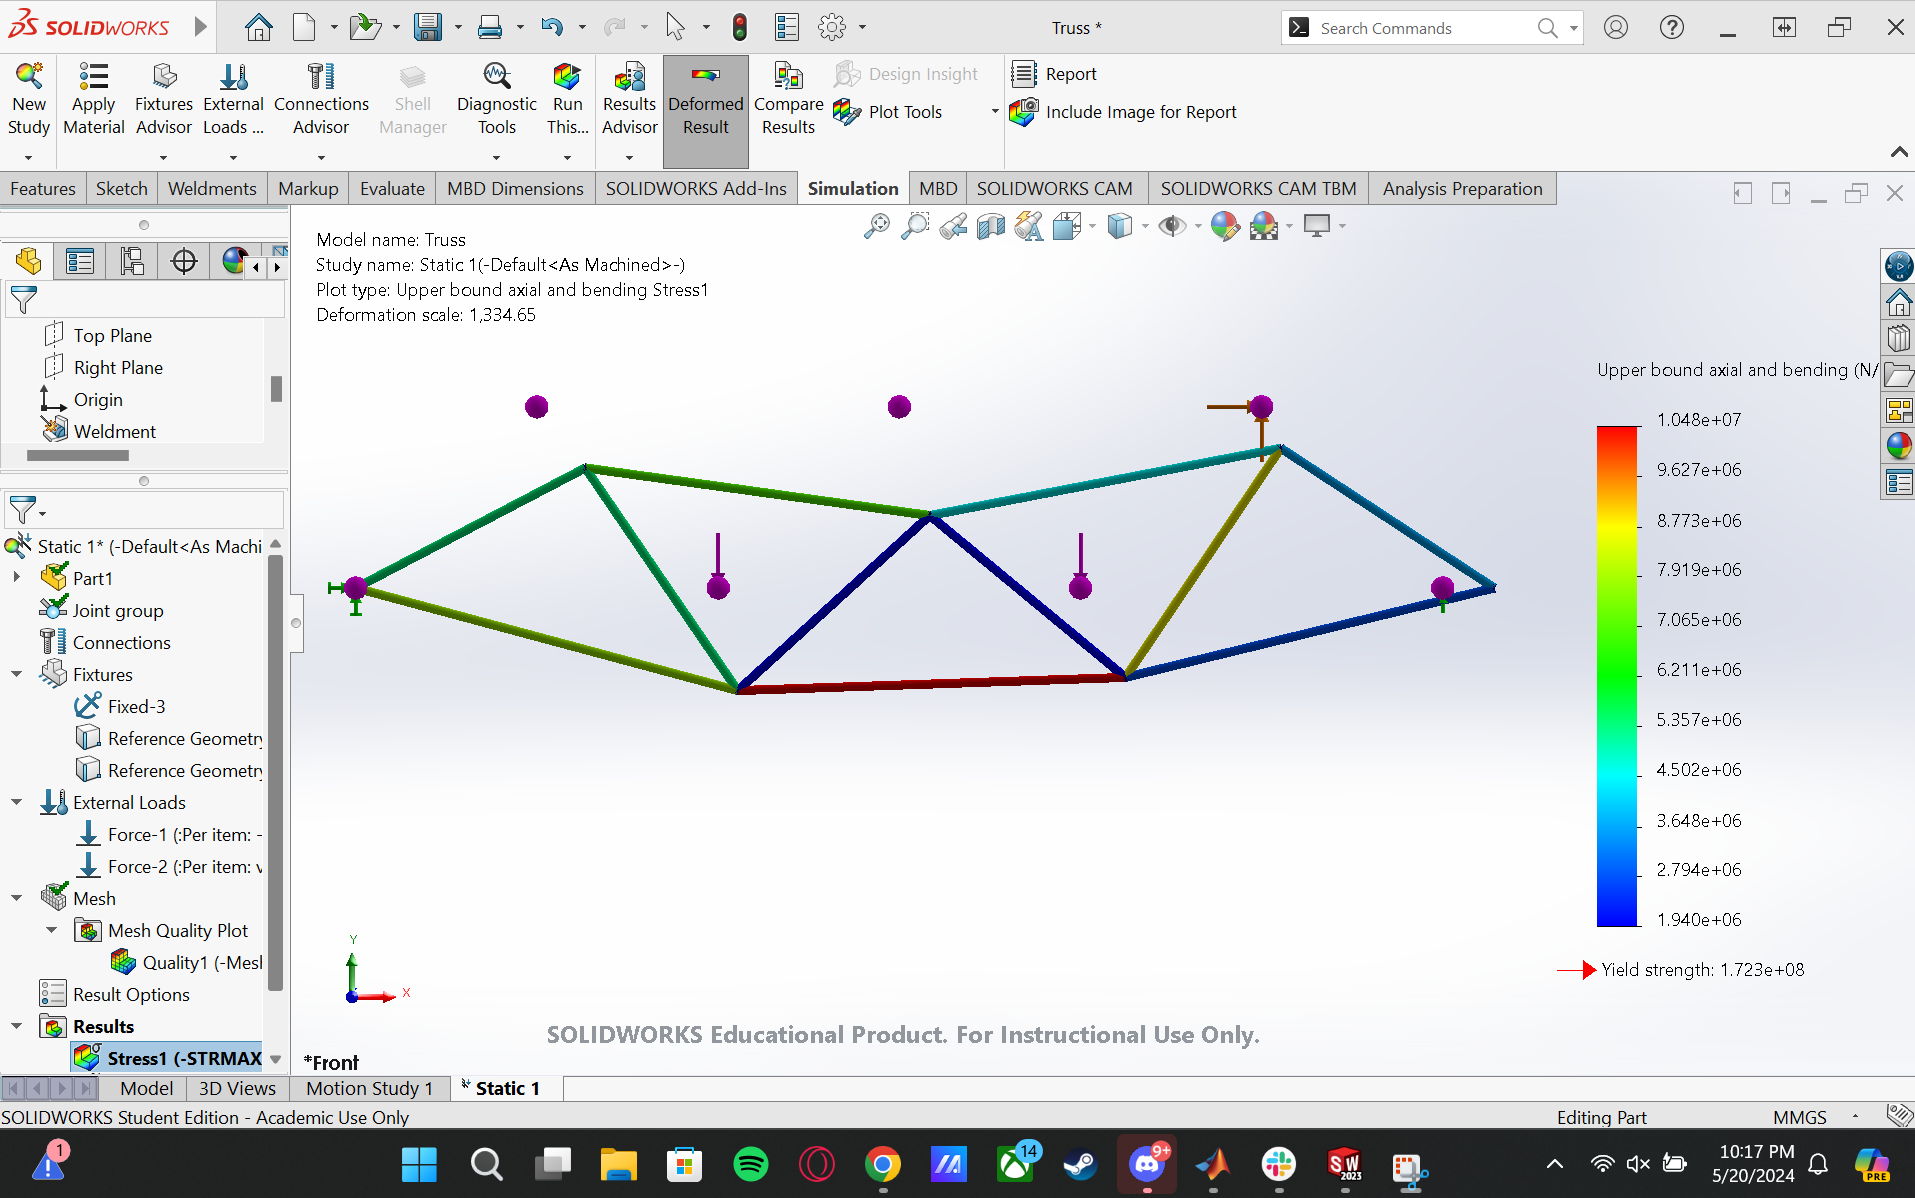 SOLIDWORKS
Truss *
Search Commands
New Study
Apply Material
Fixtures Advisor
External Loads ...
Connections Advisor
Shell Manager
Diagnostic Tools
Run This...
Results Advisor
Deformed Result
Compare Results
Design Insight
Plot Tools
Report
Include Image for Report
Features
Sketch
Weldments
Markup
Evaluate
MBD Dimensions
SOLIDWORKS Add-Ins
Simulation
MBD
SOLIDWORKS CAM
SOLIDWORKS CAM TBM
Analysis Preparation
Top Plane
Right Plane
Origin
Weldment
Static 1* (-Default<As Machi
Part1
Joint group
Connections
Fixtures
Fixed-3
Reference Geometry
Reference Geometry
External Loads
Force-1 (:Per item: -
Force-2 (:Per item: v
Mesh
Mesh Quality Plot
Quality1 (-Mesl
Result Options
Results
Stress1 (-STRMAX
Model name: Truss
Study name: Static 1(-Default<As Machined>-)
Plot type: Upper bound axial and bending Stress1
Deformation scale: 1,334.65
Upper bound axial and bending (N/
1.048e+07
9.627e+06
8.773e+06
7.919e+06
7.065e+06
6.211e+06
5.357e+06
4.502e+06
3.648e+06
2.794e+06
1.940e+06
Yield strength: 1.723e+08
Y
X
SOLIDWORKS Educational Product. For Instructional Use Only.
*Front
Model
3D Views
Motion Study 1
Static 1
SOLIDWORKS Student Edition - Academic Use Only
Editing Part
MMGS
1
14
9+
SW
2023
10:17 PM
5/20/2024
PRE